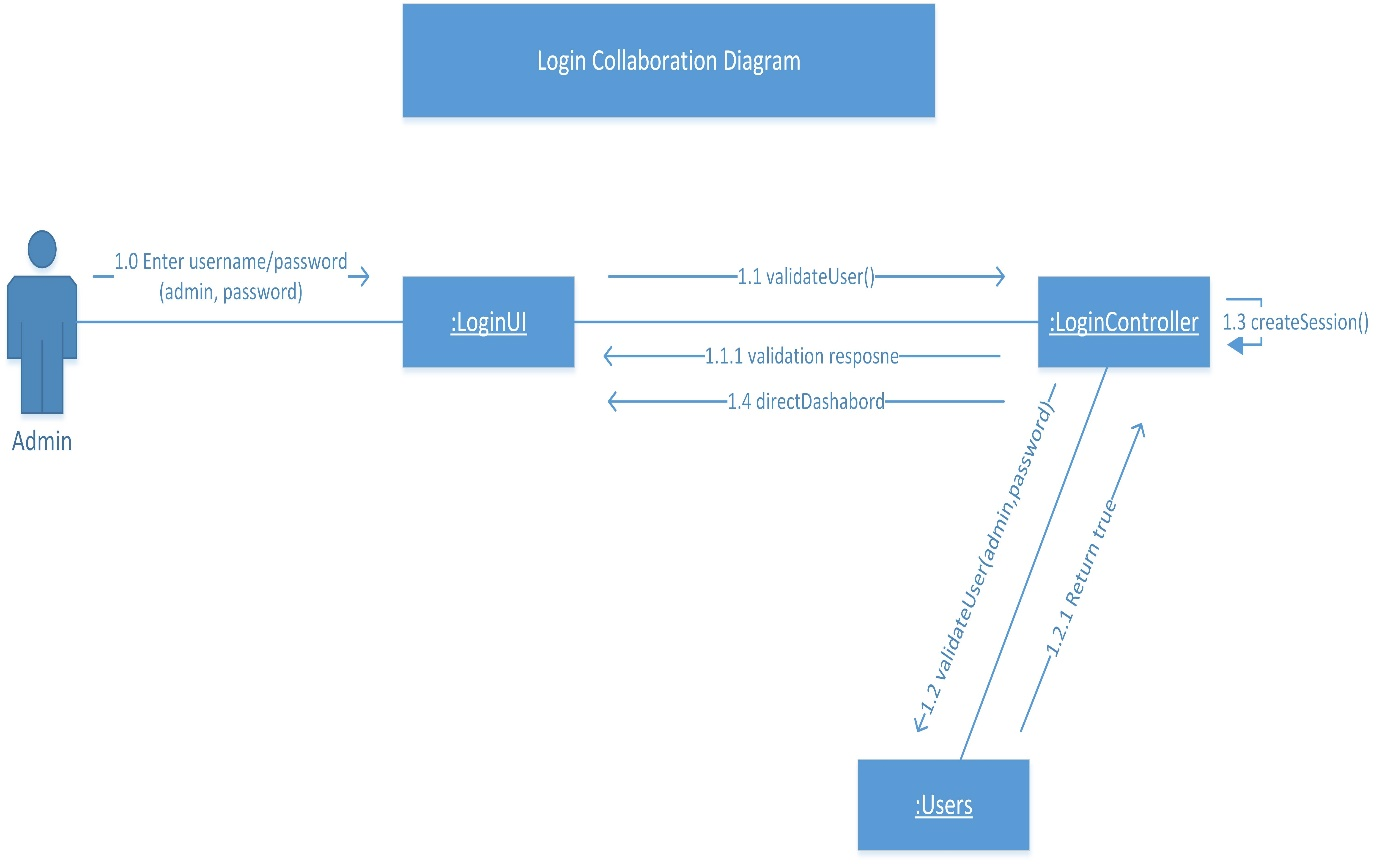 Login Collaboration Diagram
1.0 Enter username/password
(admin, password)
1.1 validateUser()
:LoginUI
:LoginController
1.3 createSession()
1.1.1 validation resposne
1.4 directDashabord
Admin
1.2 validateUser(admin,password)
1.2.1 Return true
:Users